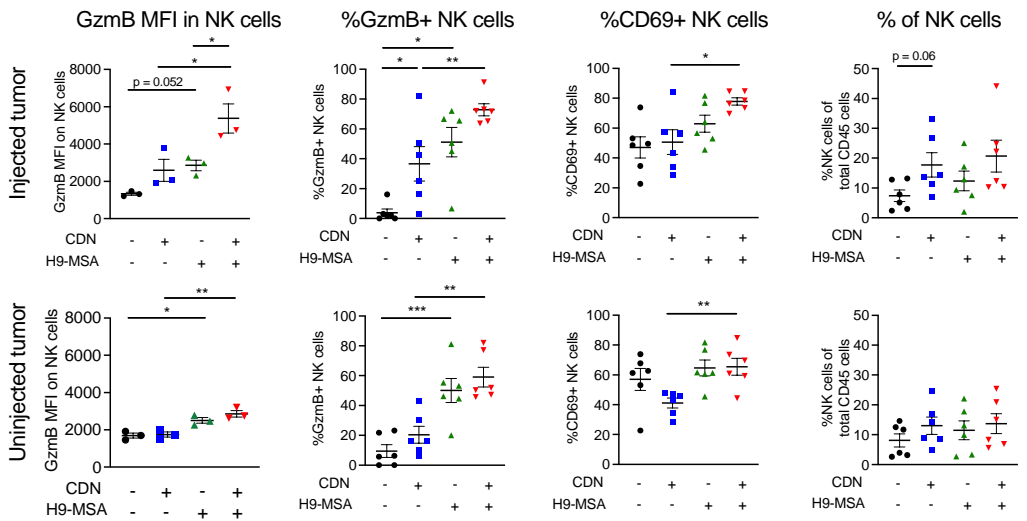 GzmB MFI in NK cells
%GzmB+ NK cells
%CD69+ NK cells
% of NK cells
Injected tumor
GzmB MFI on NK cells
8000
6000
4000
2000
0
p = 0.052
*
*
CDN - + - +
H9-MSA - - + +
%GzmB+ NK cells
100
80
60
40
20
0
*
*
**
CDN - + - +
H9-MSA - - + +
%CD69+ NK cells
100
80
60
40
20
0
*
CDN - + - +
H9-MSA - - + +
%NK cells of
total CD45 cells
50
40
30
20
10
0
p = 0.06
CDN - + - +
H9-MSA - - + +
Uninjected tumor
GzmB MFI on NK cells
8000
6000
4000
2000
0
*
**
CDN - + - +
H9-MSA - - + +
%GzmB+ NK cells
100
80
60
40
20
0
***
**
CDN - + - +
H9-MSA - - + +
%CD69+ NK cells
100
80
60
40
20
0
**
CDN - + - +
H9-MSA - - + +
%NK cells of
total CD45 cells
50
40
30
20
10
0
CDN - + - +
H9-MSA - - + +